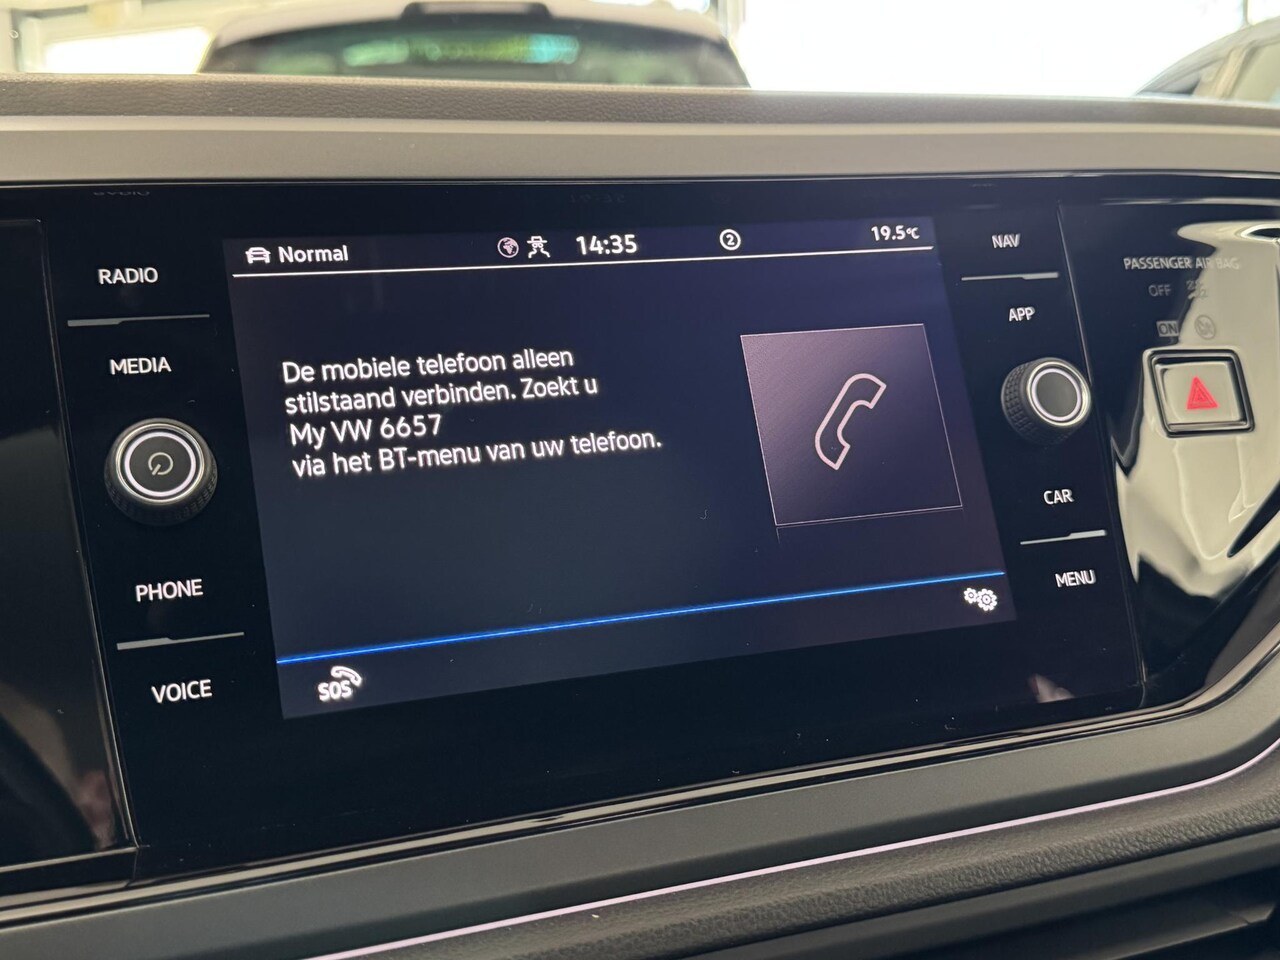 RADIO
MEDIA
PHONE
VOICE
Normal
14:35
2
19.5°C
De mobiele telefoon alleen
stilstaand verbinden. Zoekt u
My VW 6657
via het BT-menu van uw telefoon.
SOS
NAV
APP
CAR
MENU
PASSENGER AIR BAG
OFF
ON